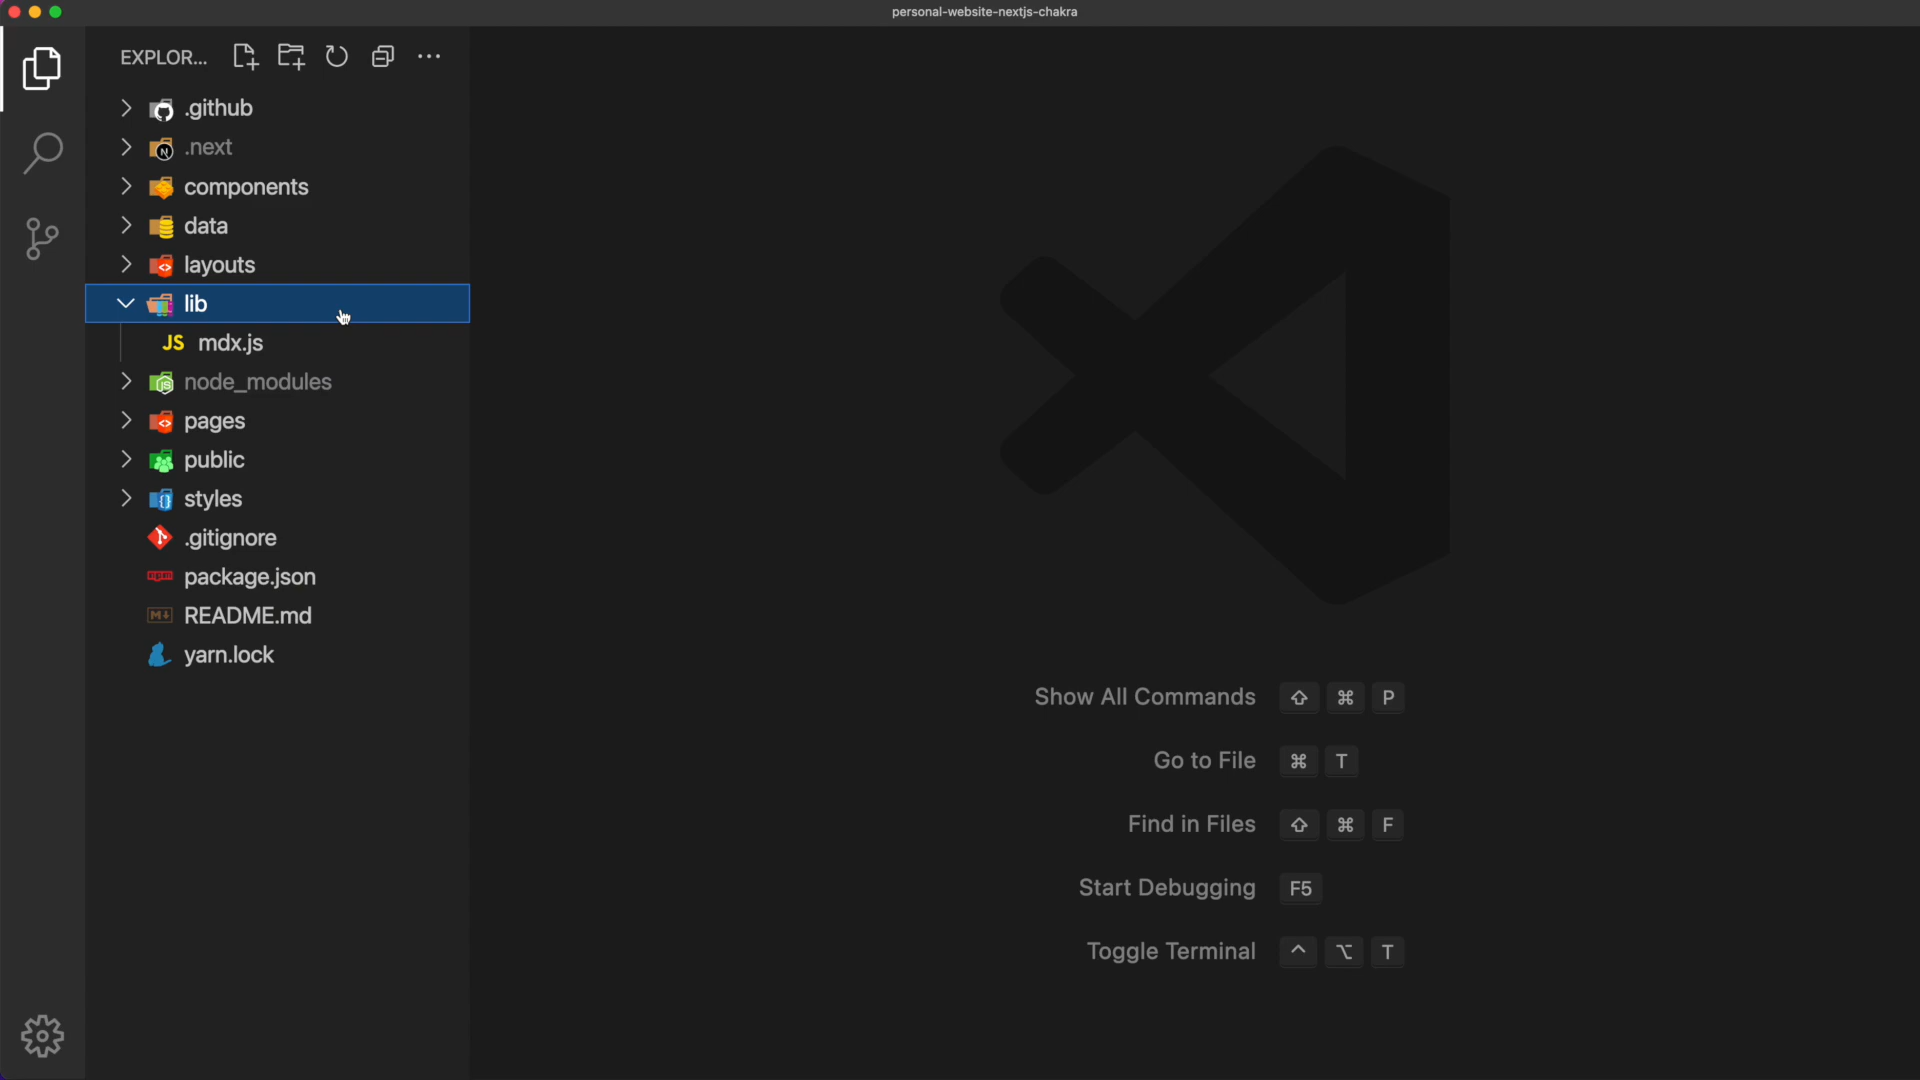 personal-website-nextjs-chakra
EXPLOR...
.github
.next
components
data
layouts
lib
JS mdx.js
node_modules
pages
public
styles
.gitignore
npm package.json
M README.md
yarn.lock
Show All Commands ⇧ ⌘ P
Go to File ⌘ T
Find in Files ⇧ ⌘ F
Start Debugging F5
Toggle Terminal ^ ⌥ T